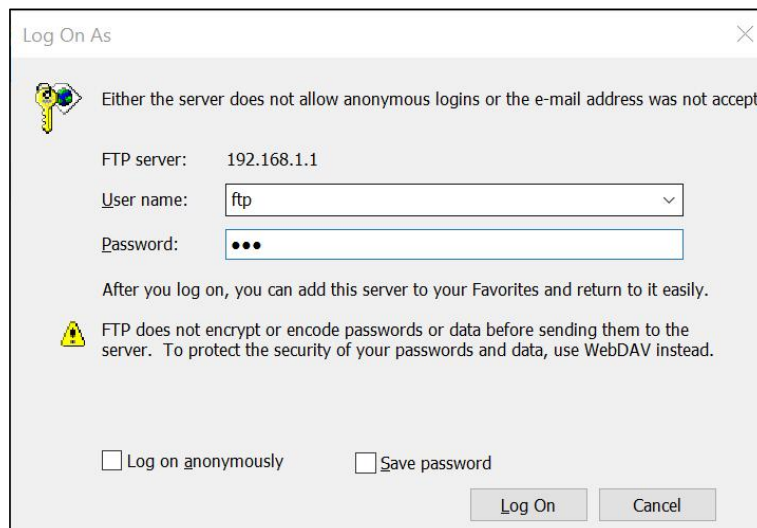 Log On As
Either the server does not allow anonymous logins or the e-mail address was not accept
FTP server: 192.168.1.1
User name: ftp
Password: ●●●
After you log on, you can add this server to your Favorites and return to it easily.
FTP does not encrypt or encode passwords or data before sending them to the
server. To protect the security of your passwords and data, use WebDAV instead.
Log on anonymously Save password
Log On Cancel